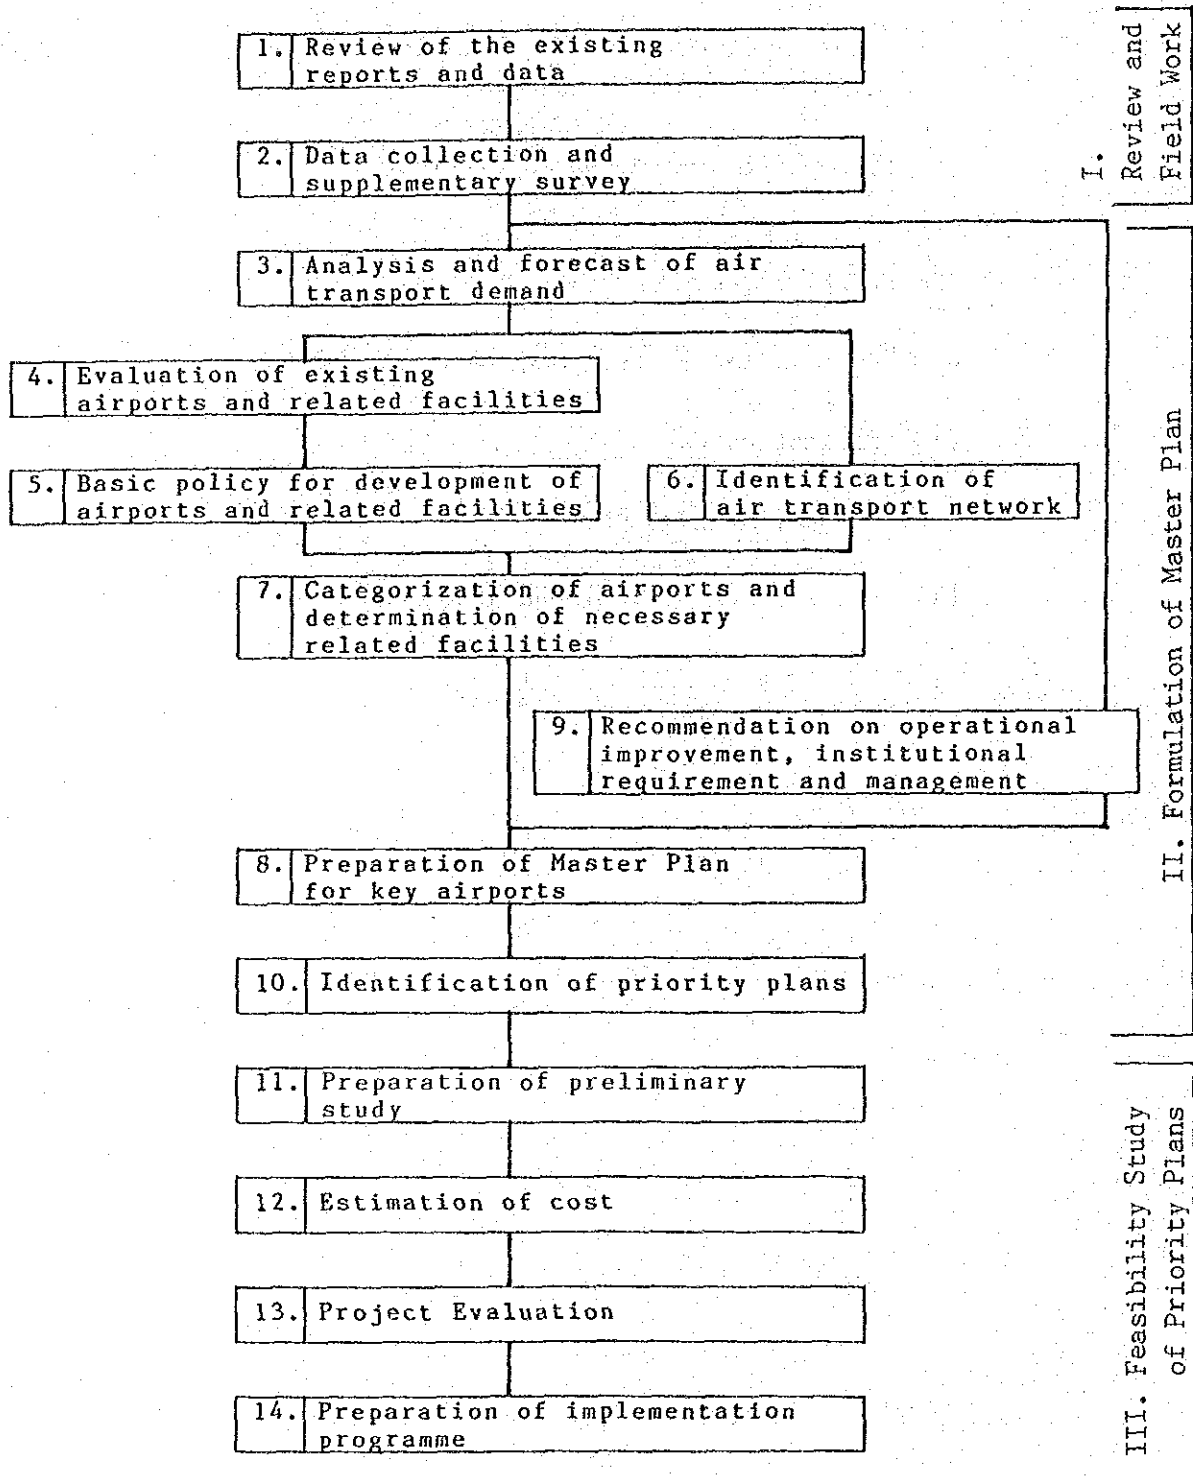 1. Review of the existing
reports and data
2. Data collection and
supplementary survey
3. Analysis and forecast of air
transport demand
4. Evaluation of existing
airports and related facilities
5. Basic policy for development of
airports and related facilities
6. Identification of
air transport network
7. Categorization of airports and
determination of necessary
related facilities
9. Recommendation on operational
improvement, institutional
requirement and management
8. Preparation of Master Plan
for key airports
10. Identification of priority plans
11. Preparation of preliminary
study
12. Estimation of cost
13. Project Evaluation
14. Preparation of implementation
programme
I.
Review and
Field Work
II. Formulation of Master Plan
III. Feasibility Study
of Priority Plans